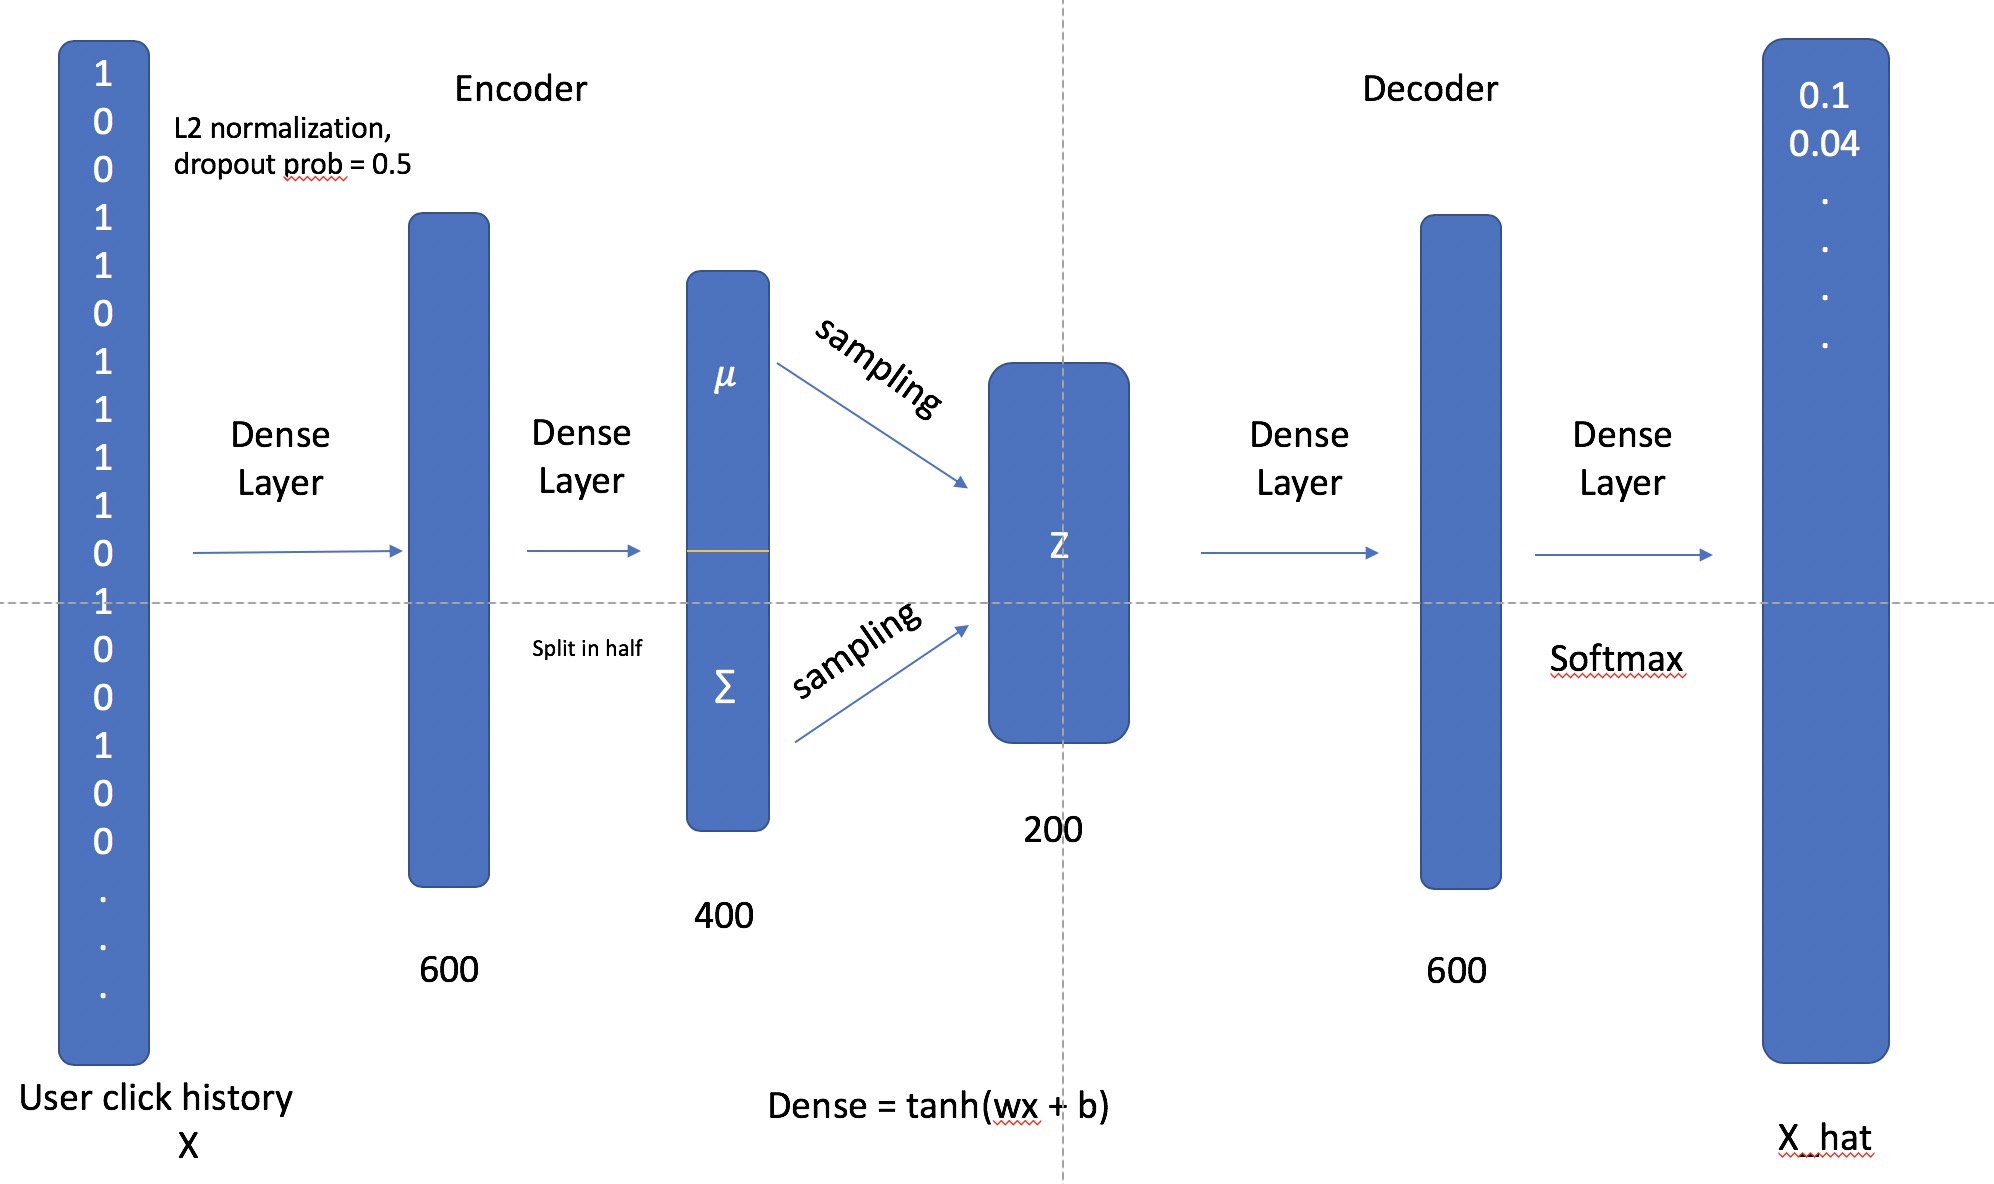 1
0
0
1
1
0
1
1
1
1
0
1
0
0
1
0
0
.
.
.
User click history
X
L2 normalization,
dropout prob = 0.5
Encoder
Dense
Layer
600
Dense
Layer
Split in half
μ
Σ
400
sampling
sampling
Z
200
Decoder
Dense
Layer
600
Dense
Layer
Softmax
0.1
0.04
.
.
.
.
X_hat
Dense = tanh(wx + b)